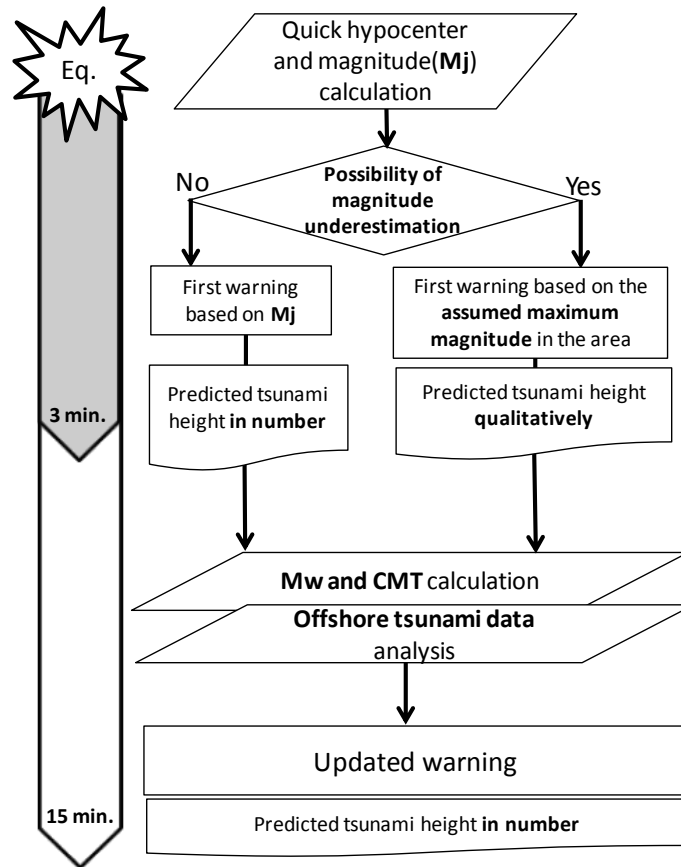 Eq.
Quick hypocenter
and magnitude(Mj)
calculation
Possibility of
magnitude
underestimation
No
Yes
First warning
based on Mj
First warning based on the
assumed maximum
magnitude in the area
Predicted tsunami
height in number
Predicted tsunami height
qualitatively
3 min.
Mw and CMT calculation
Offshore tsunami data
analysis
Updated warning
Predicted tsunami height in number
15 min.